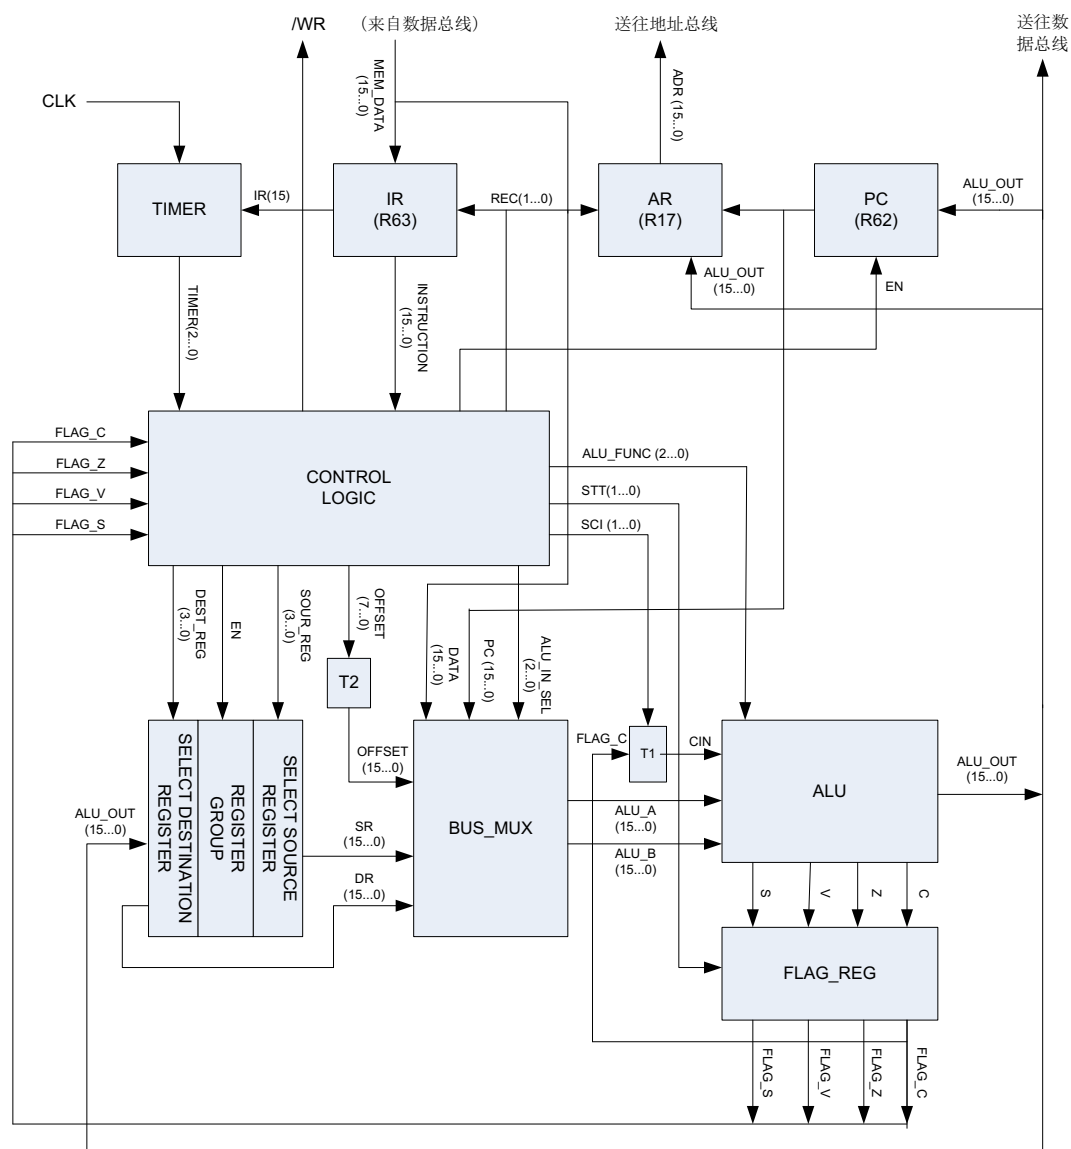 /WR
（来自数据总线）
送往地址总线
送往数
据总线
CLK
MEM_DATA
(15...0)
ADR (15...0)
TIMER
IR(15)
IR
(R63)
REC(1...0)
AR
(R17)
PC
(R62)
ALU_OUT
(15...0)
ALU_OUT
(15...0)
EN
TIMER(2...0)
INSTRUCTION
(15...0)
FLAG_C
FLAG_Z
FLAG_V
FLAG_S
CONTROL
LOGIC
ALU_FUNC (2...0)
STT(1...0)
SCI (1...0)
DEST_REG
(3...0)
EN
SOUR_REG
(3...0)
OFFSET
(7...0)
DATA
(15...0)
PC (15...0)
ALU_IN_SEL
(2...0)
T2
SELECT DESTINATION
REGISTER
REGISTER
GROUP
SELECT SOURCE
REGISTER
OFFSET
(15...0)
FLAG_C
T1
CIN
ALU
ALU_OUT
(15...0)
ALU_OUT
(15...0)
SR
(15...0)
DR
(15...0)
BUS_MUX
ALU_A
(15...0)
ALU_B
(15...0)
S
V
Z
C
FLAG_REG
FLAG_S
FLAG_V
FLAG_Z
FLAG_C